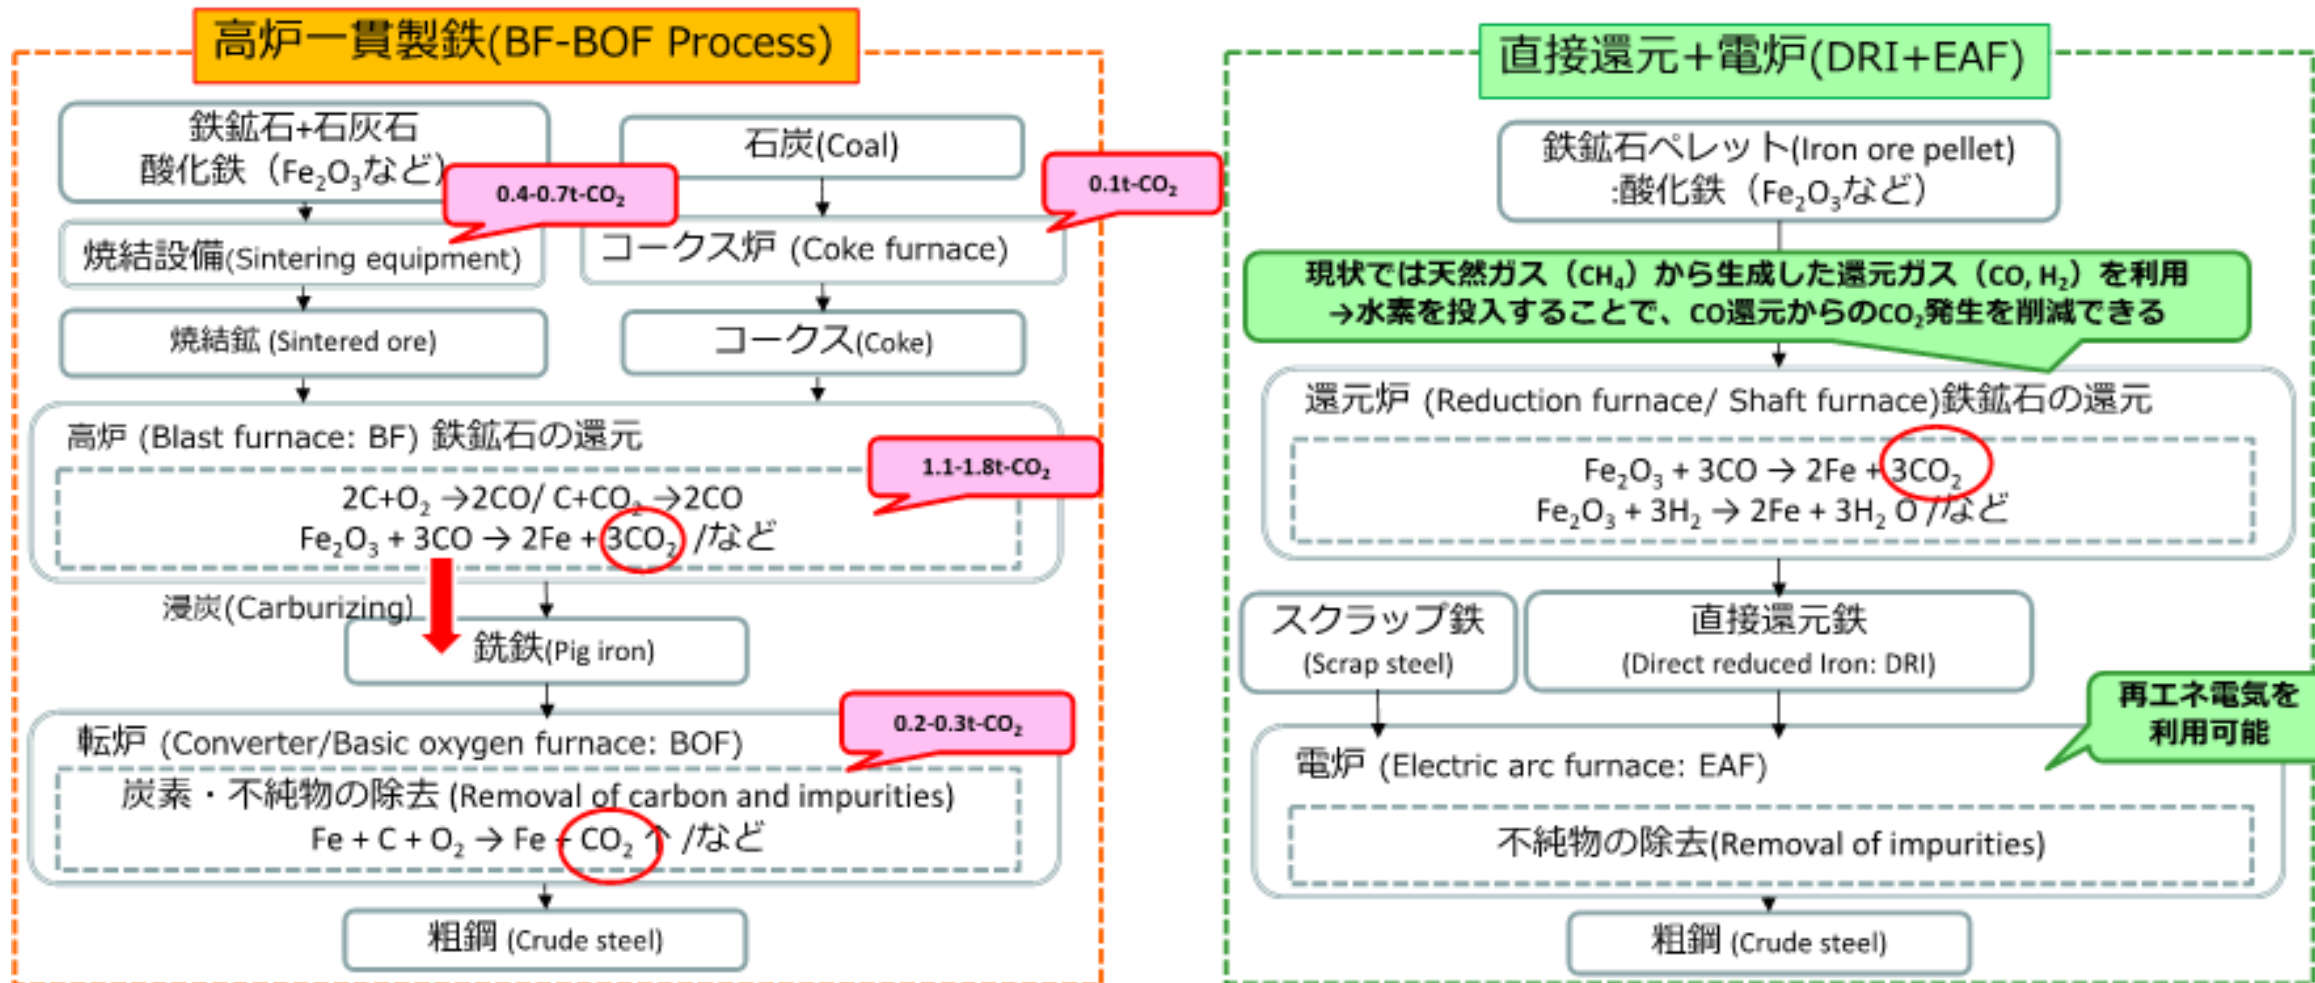 高炉一貫製鉄(BF-BOF Process)
鉄鉱石+石灰石
酸化鉄（Fe₂O₃など）
石炭(Coal)
0.4-0.7t-CO₂
0.1t-CO₂
焼結設備(Sintering equipment)
コークス炉 (Coke furnace)
焼結鉱 (Sintered ore)
コークス(Coke)
高炉 (Blast furnace: BF) 鉄鉱石の還元
1.1-1.8t-CO₂
2C+O₂ →2CO/ C+CO₂ →2CO
Fe₂O₃ + 3CO → 2Fe + 3CO₂ /など
浸炭(Carburizing)
銑鉄(Pig iron)
0.2-0.3t-CO₂
転炉 (Converter/Basic oxygen furnace: BOF)
炭素・不純物の除去 (Removal of carbon and impurities)
Fe + C + O₂ → Fe + CO₂ ↑ /など
粗鋼 (Crude steel)
直接還元＋電炉(DRI+EAF)
鉄鉱石ペレット(Iron ore pellet)
:酸化鉄（Fe₂O₃など）
現状では天然ガス（CH₄）から生成した還元ガス（CO, H₂）を利用
→水素を投入することで、CO還元からのCO₂発生を削減できる
還元炉 (Reduction furnace/ Shaft furnace)鉄鉱石の還元
Fe₂O₃ + 3CO → 2Fe + 3CO₂
Fe₂O₃ + 3H₂ → 2Fe + 3H₂ O /など
スクラップ鉄
(Scrap steel)
直接還元鉄
(Direct reduced Iron: DRI)
再エネ電気を
利用可能
電炉 (Electric arc furnace: EAF)
不純物の除去(Removal of impurities)
粗鋼 (Crude steel)